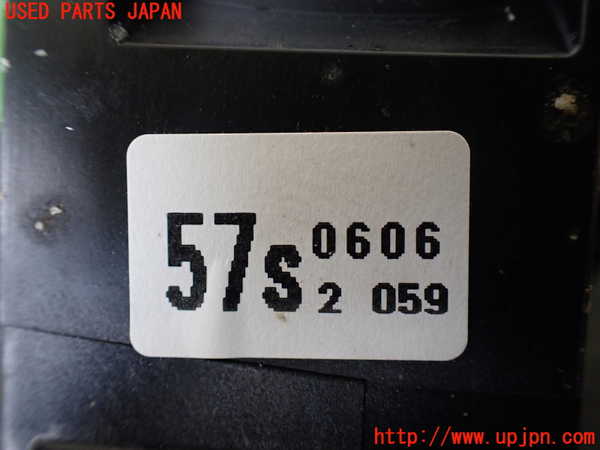 USED PARTS JAPAN
57s 0606
2 059
http://www.upjpn.com/